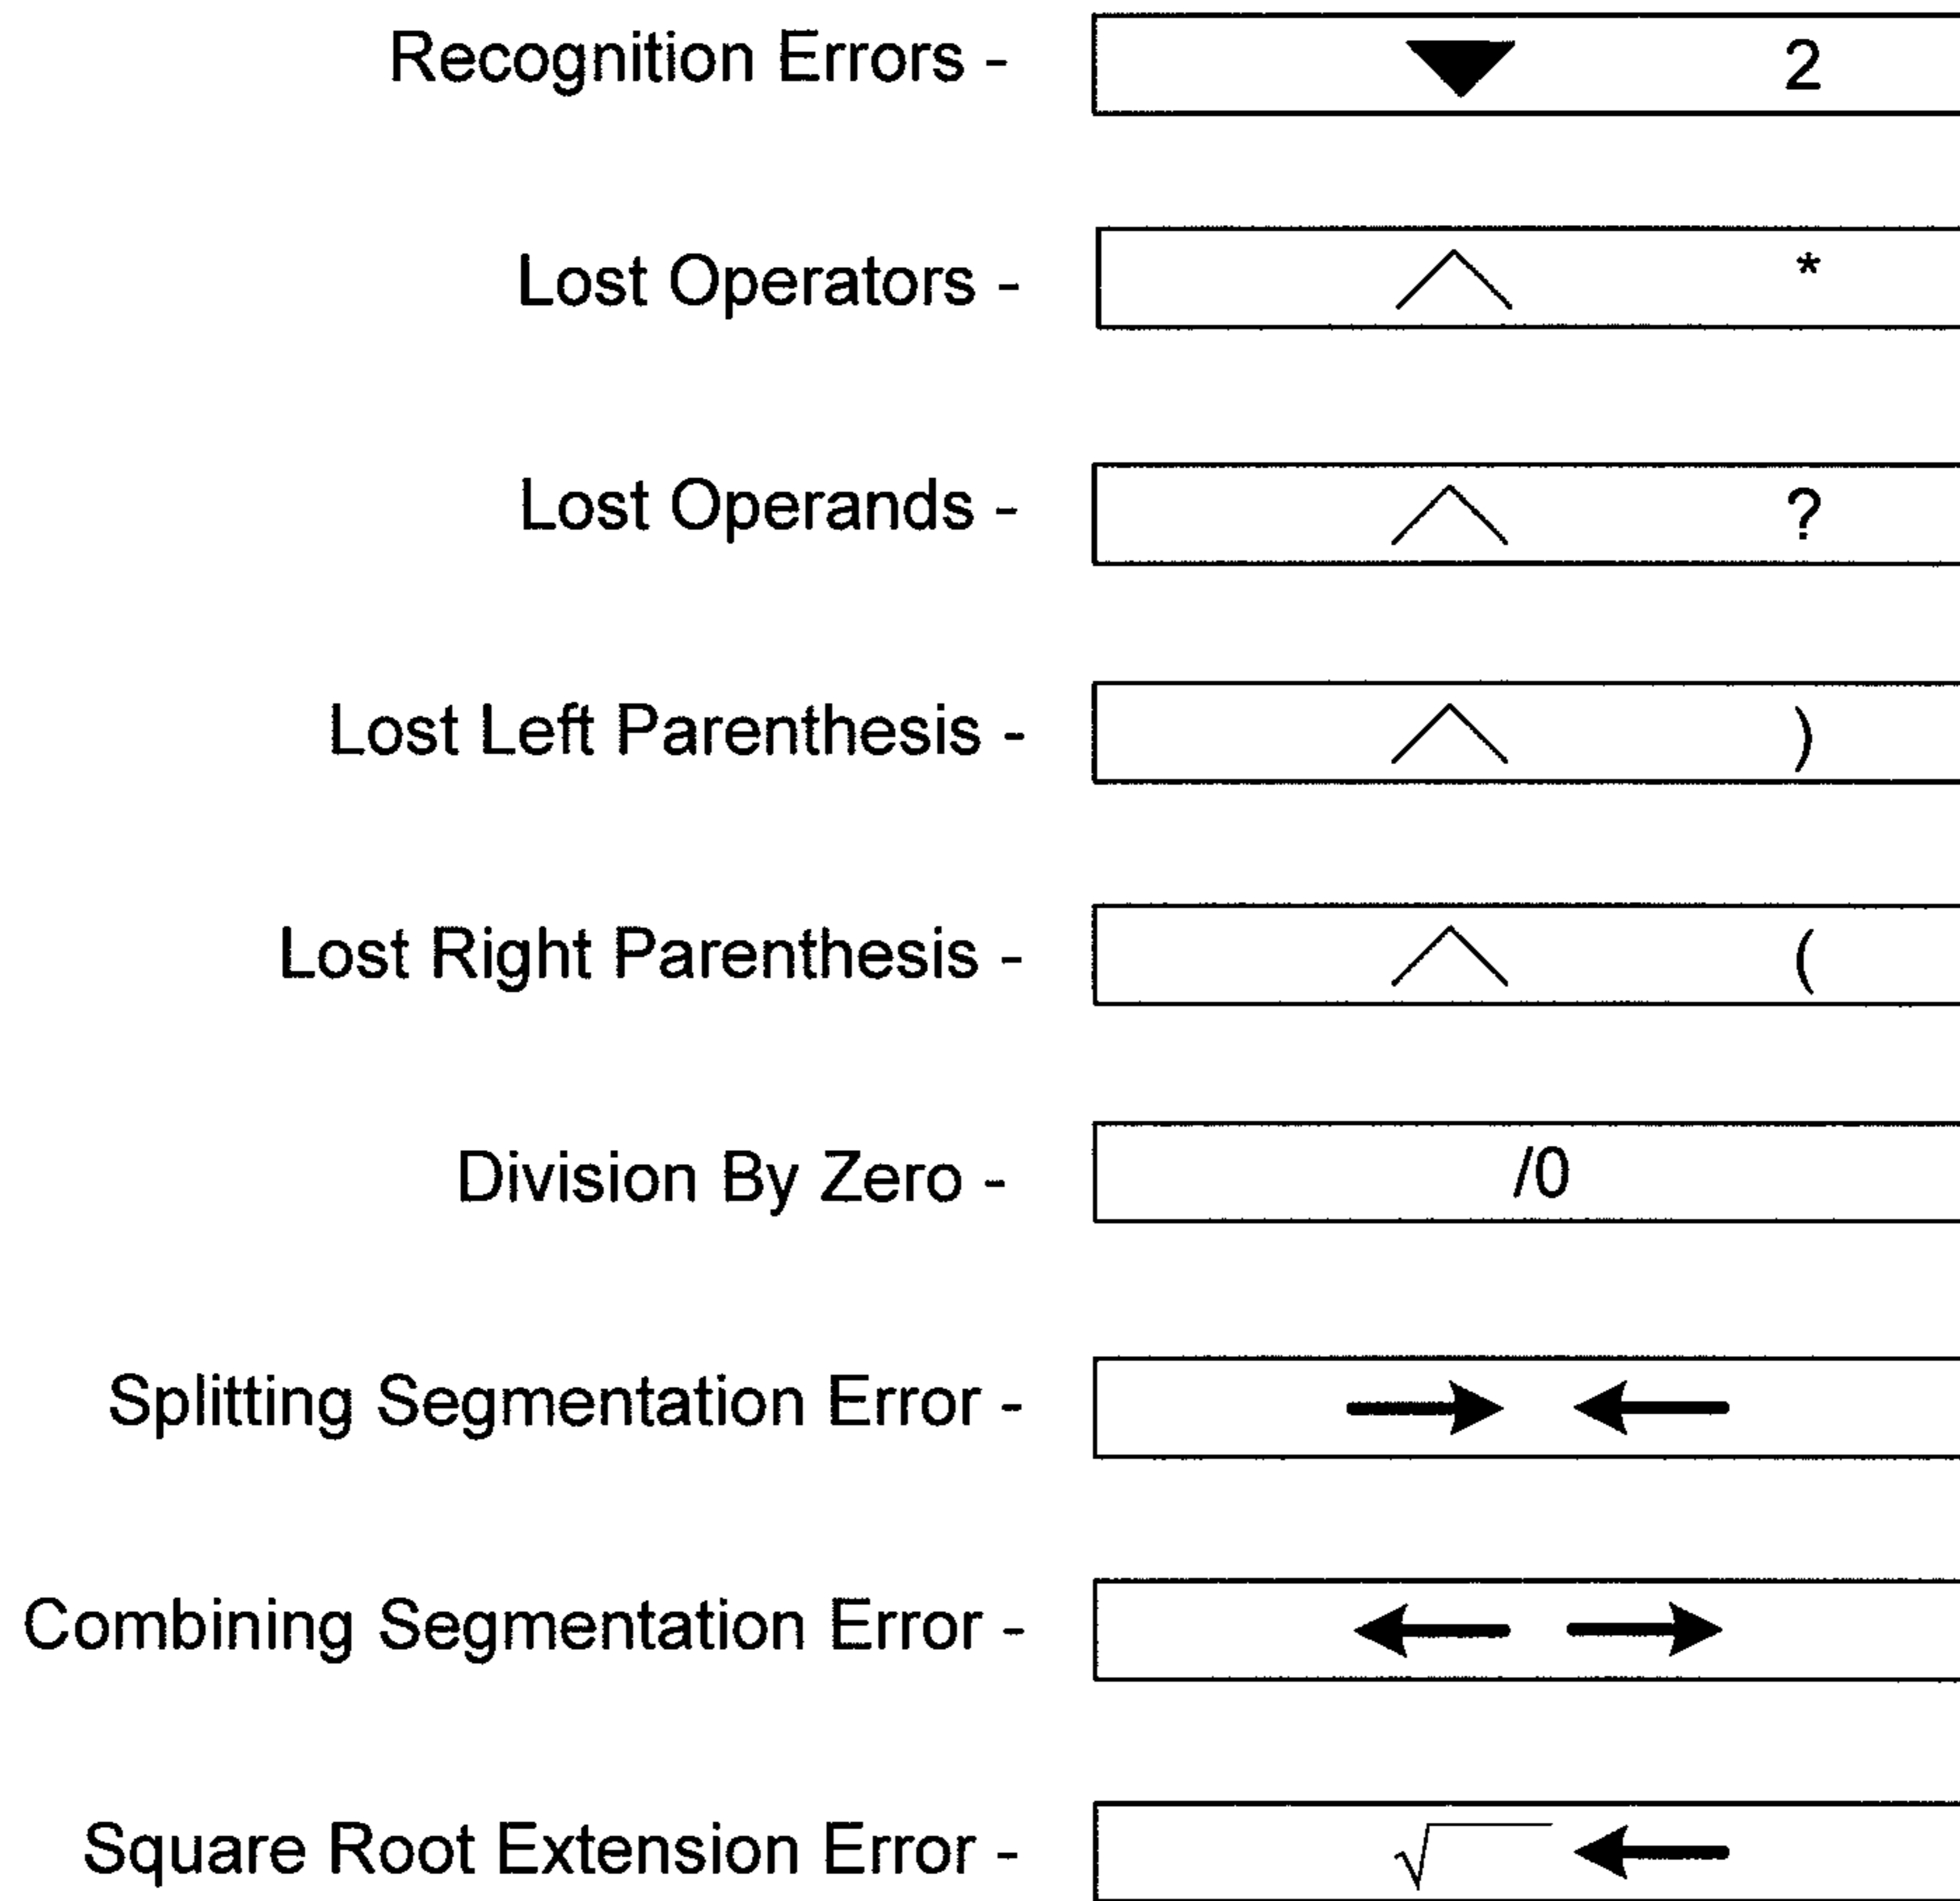 Recognition Errors - ▼ 2
Lost Operators - ^ *
Lost Operands - ^ ?
Lost Left Parenthesis - ^ )
Lost Right Parenthesis - ^ (
Division By Zero - /0
Splitting Segmentation Error - → ←
Combining Segmentation Error - ← →
Square Root Extension Error - √ ←